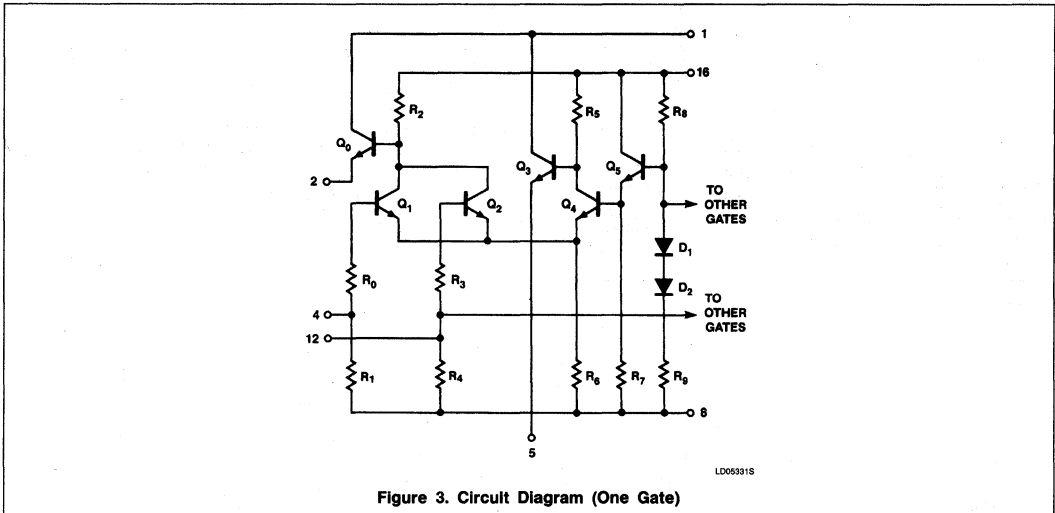 1
16
R2
R5
R8
Q0
Q3
Q5
2
Q1
Q2
Q4
TO
OTHER
GATES
D1
R0
R3
D2
TO
OTHER
GATES
4
12
R1
R4
R6
R7
R9
8
5
LD05331S
Figure 3. Circuit Diagram (One Gate)